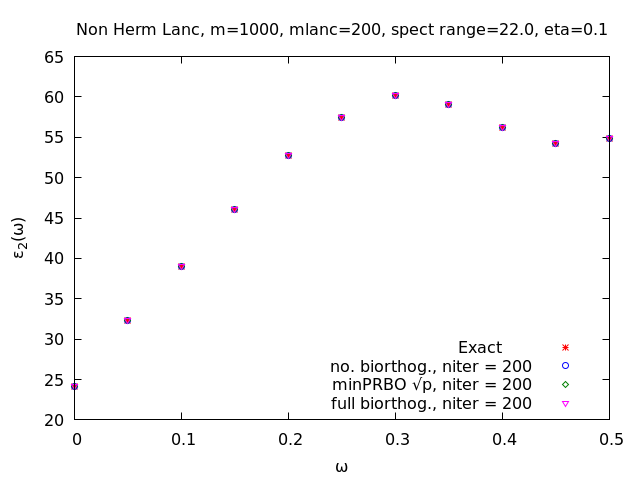 Non Herm Lanc, m=1000, mlanc=200, spect range=22.0, eta=0.1
65
60
55
50
45
40
35
30
25
20
ε₂(ω)
Exact
no. biorthog., niter = 200
minPRBO √p, niter = 200
full biorthog., niter = 200
0 0.1 0.2 0.3 0.4 0.5
ω